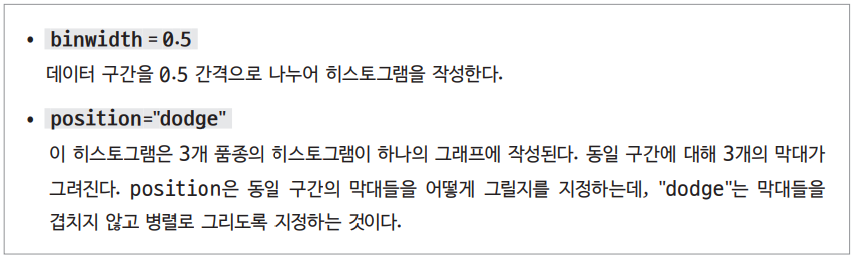 • binwidth = 0.5
데이터 구간을 0.5 간격으로 나누어 히스토그램을 작성한다.
• position="dodge"
이 히스토그램은 3개 품종의 히스토그램이 하나의 그래프에 작성된다. 동일 구간에 대해 3개의 막대가
그려진다. position은 동일 구간의 막대들을 어떻게 그릴지를 지정하는데, "dodge"는 막대들을
겹치지 않고 병렬로 그리도록 지정하는 것이다.